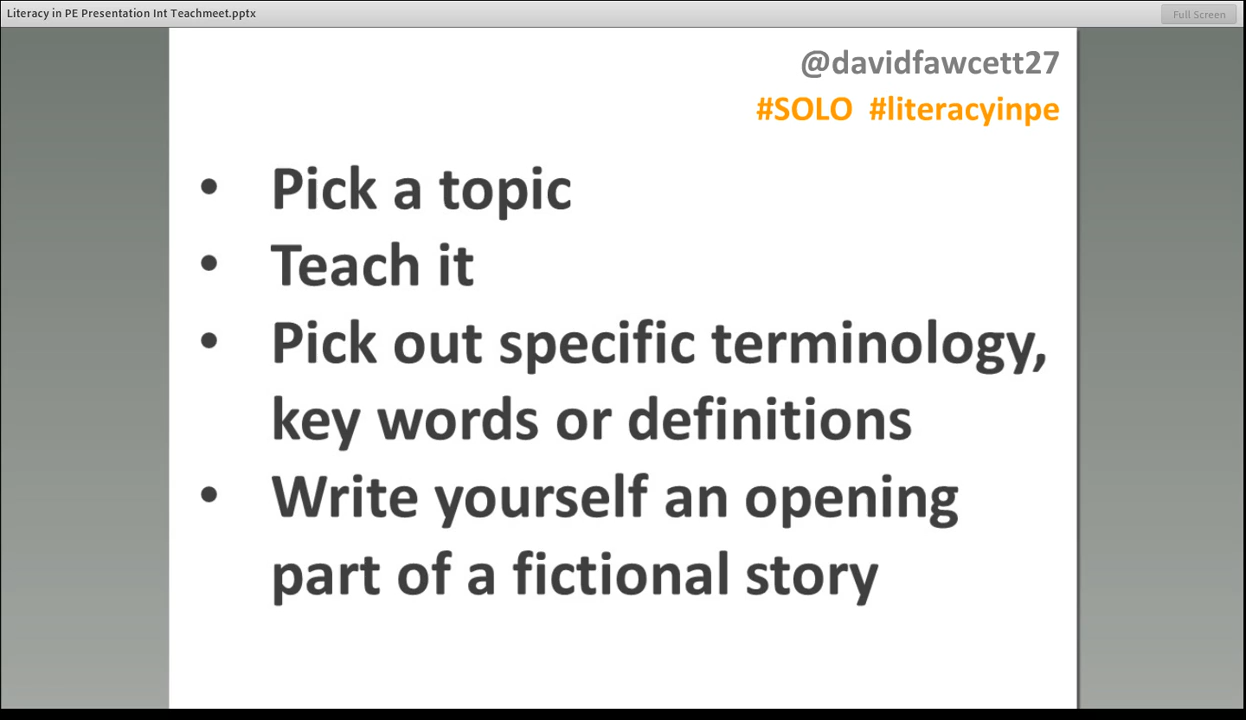 Literacy in PE Presentation Int Teachmeet.pptx
Full Screen
@davidfawcett27
#SOLO #literacyinpe
• Pick a topic
• Teach it
• Pick out specific terminology,
key words or definitions
• Write yourself an opening
part of a fictional story